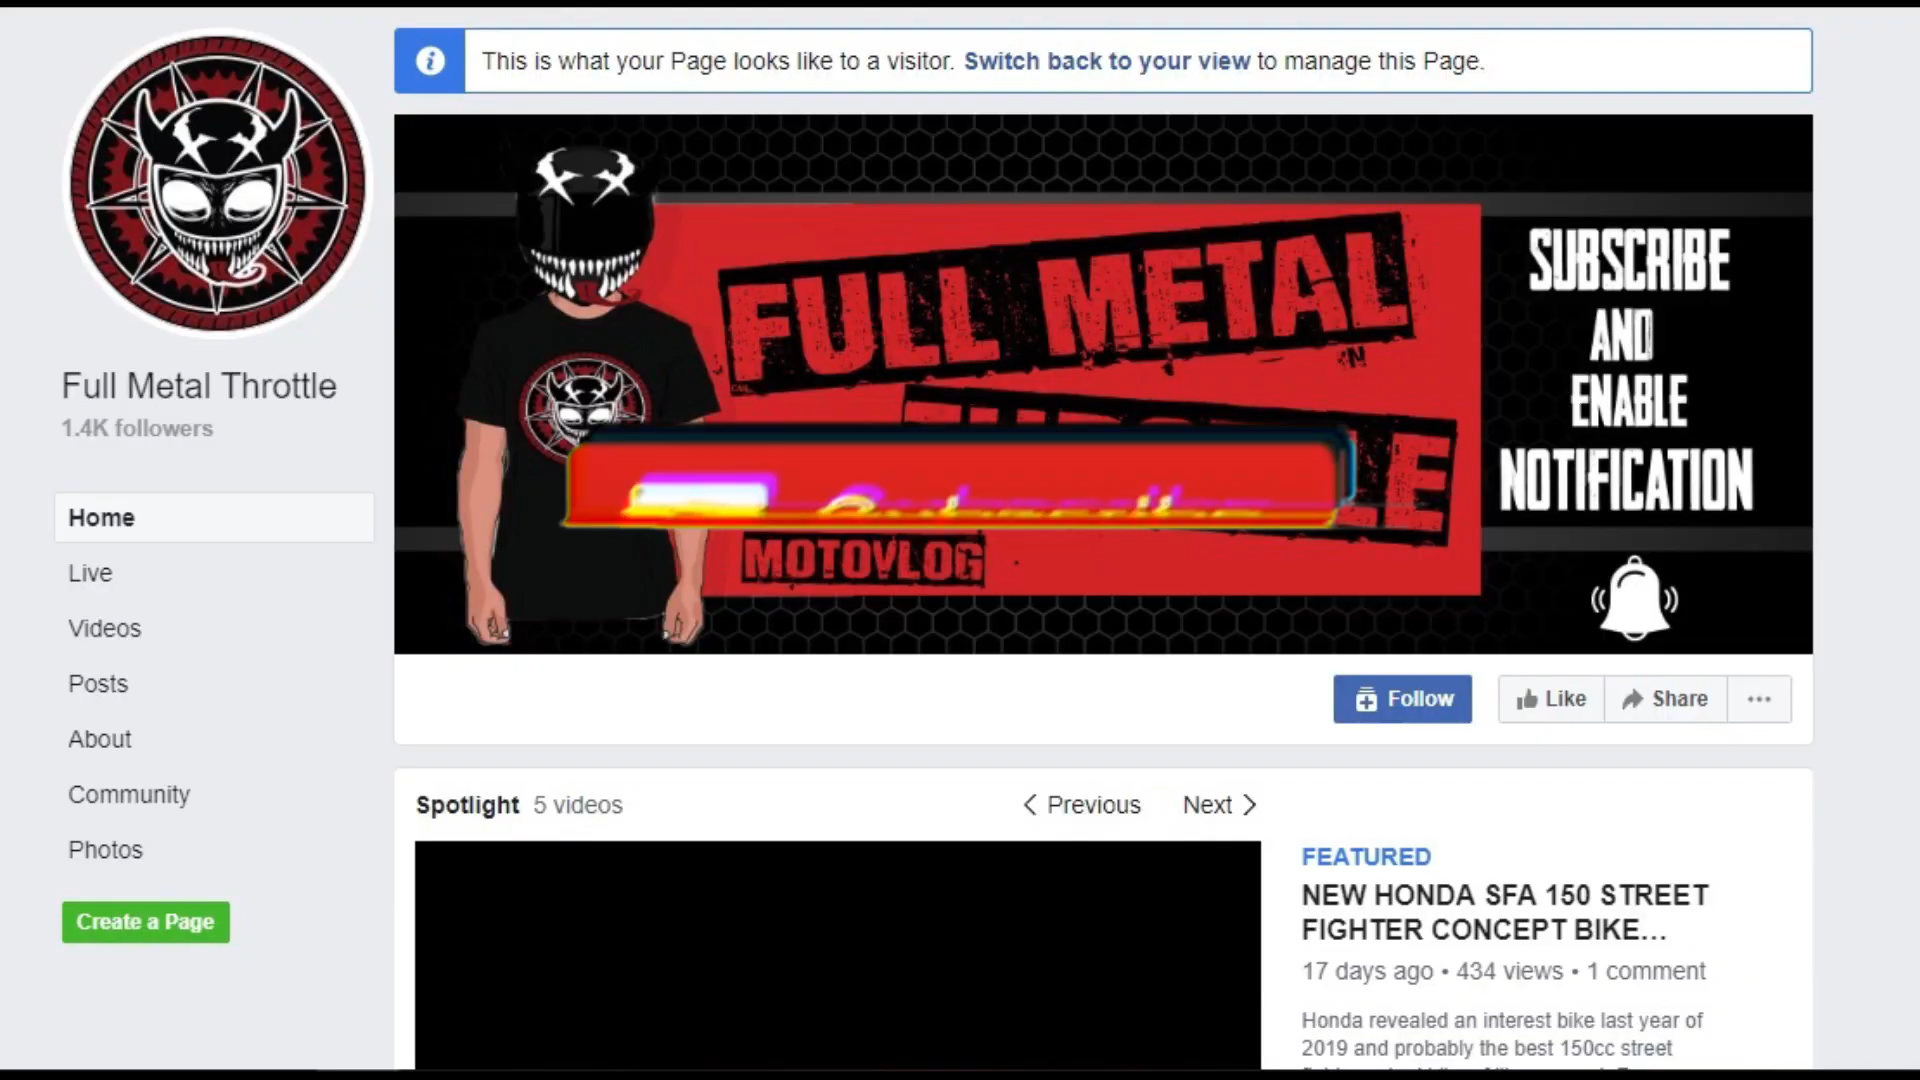 This is what your Page looks like to a visitor. Switch back to your view to manage this Page.
FULL METAL
MOTOVLOG
SUBSCRIBE
AND
ENABLE
NOTIFICATION
Full Metal Throttle
1.4K followers
Home
Live
Videos
Posts
About
Community
Photos
Create a Page
Follow
Like
Share
Spotlight 5 videos
Previous
Next
FEATURED
NEW HONDA SFA 150 STREET
FIGHTER CONCEPT BIKE...
17 days ago • 434 views • 1 comment
Honda revealed an interest bike last year of
2019 and probably the best 150cc street